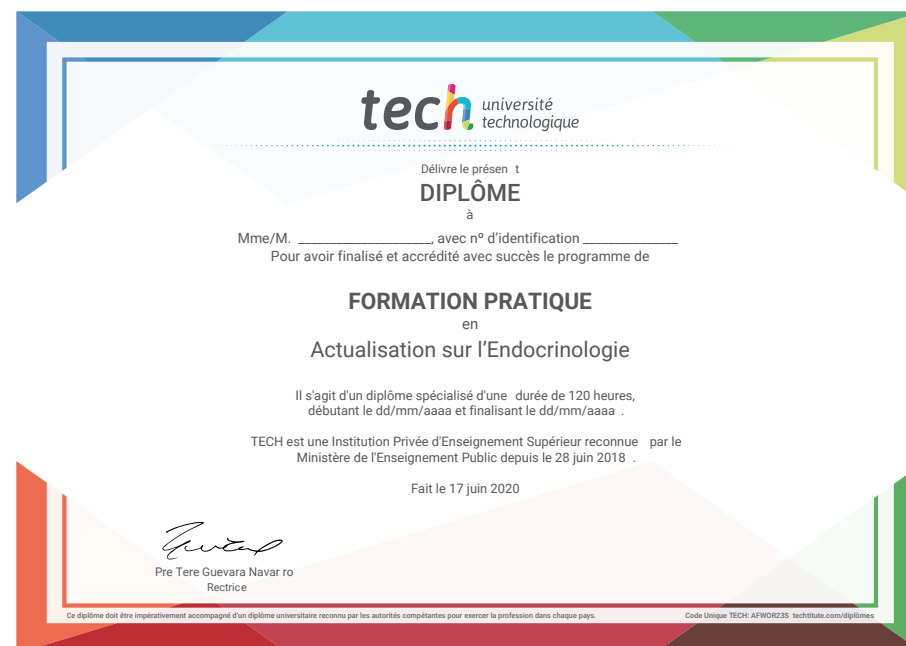 tech université
technologique
Délivre le présen t
DIPLÔME
à
Mme/M. _____________________, avec nº d’identification _______________
Pour avoir finalisé et accrédité avec succès le programme de
FORMATION PRATIQUE
en
Actualisation sur l’Endocrinologie
Il s'agit d'un diplôme spécialisé d'une durée de 120 heures,
débutant le dd/mm/aaaa et finalisant le dd/mm/aaaa .
TECH est une Institution Privée d'Enseignement Supérieur reconnue par le
Ministère de l'Enseignement Public depuis le 28 juin 2018 .
Fait le 17 juin 2020
Pre Tere Guevara Navar ro
Rectrice
Ce diplôme doit être impérativement accompagné d'un diplôme universitaire reconnu par les autorités compétentes pour exercer la profession dans chaque pays.
Code Unique TECH: AFWOR23S techtitute.com/diplômes